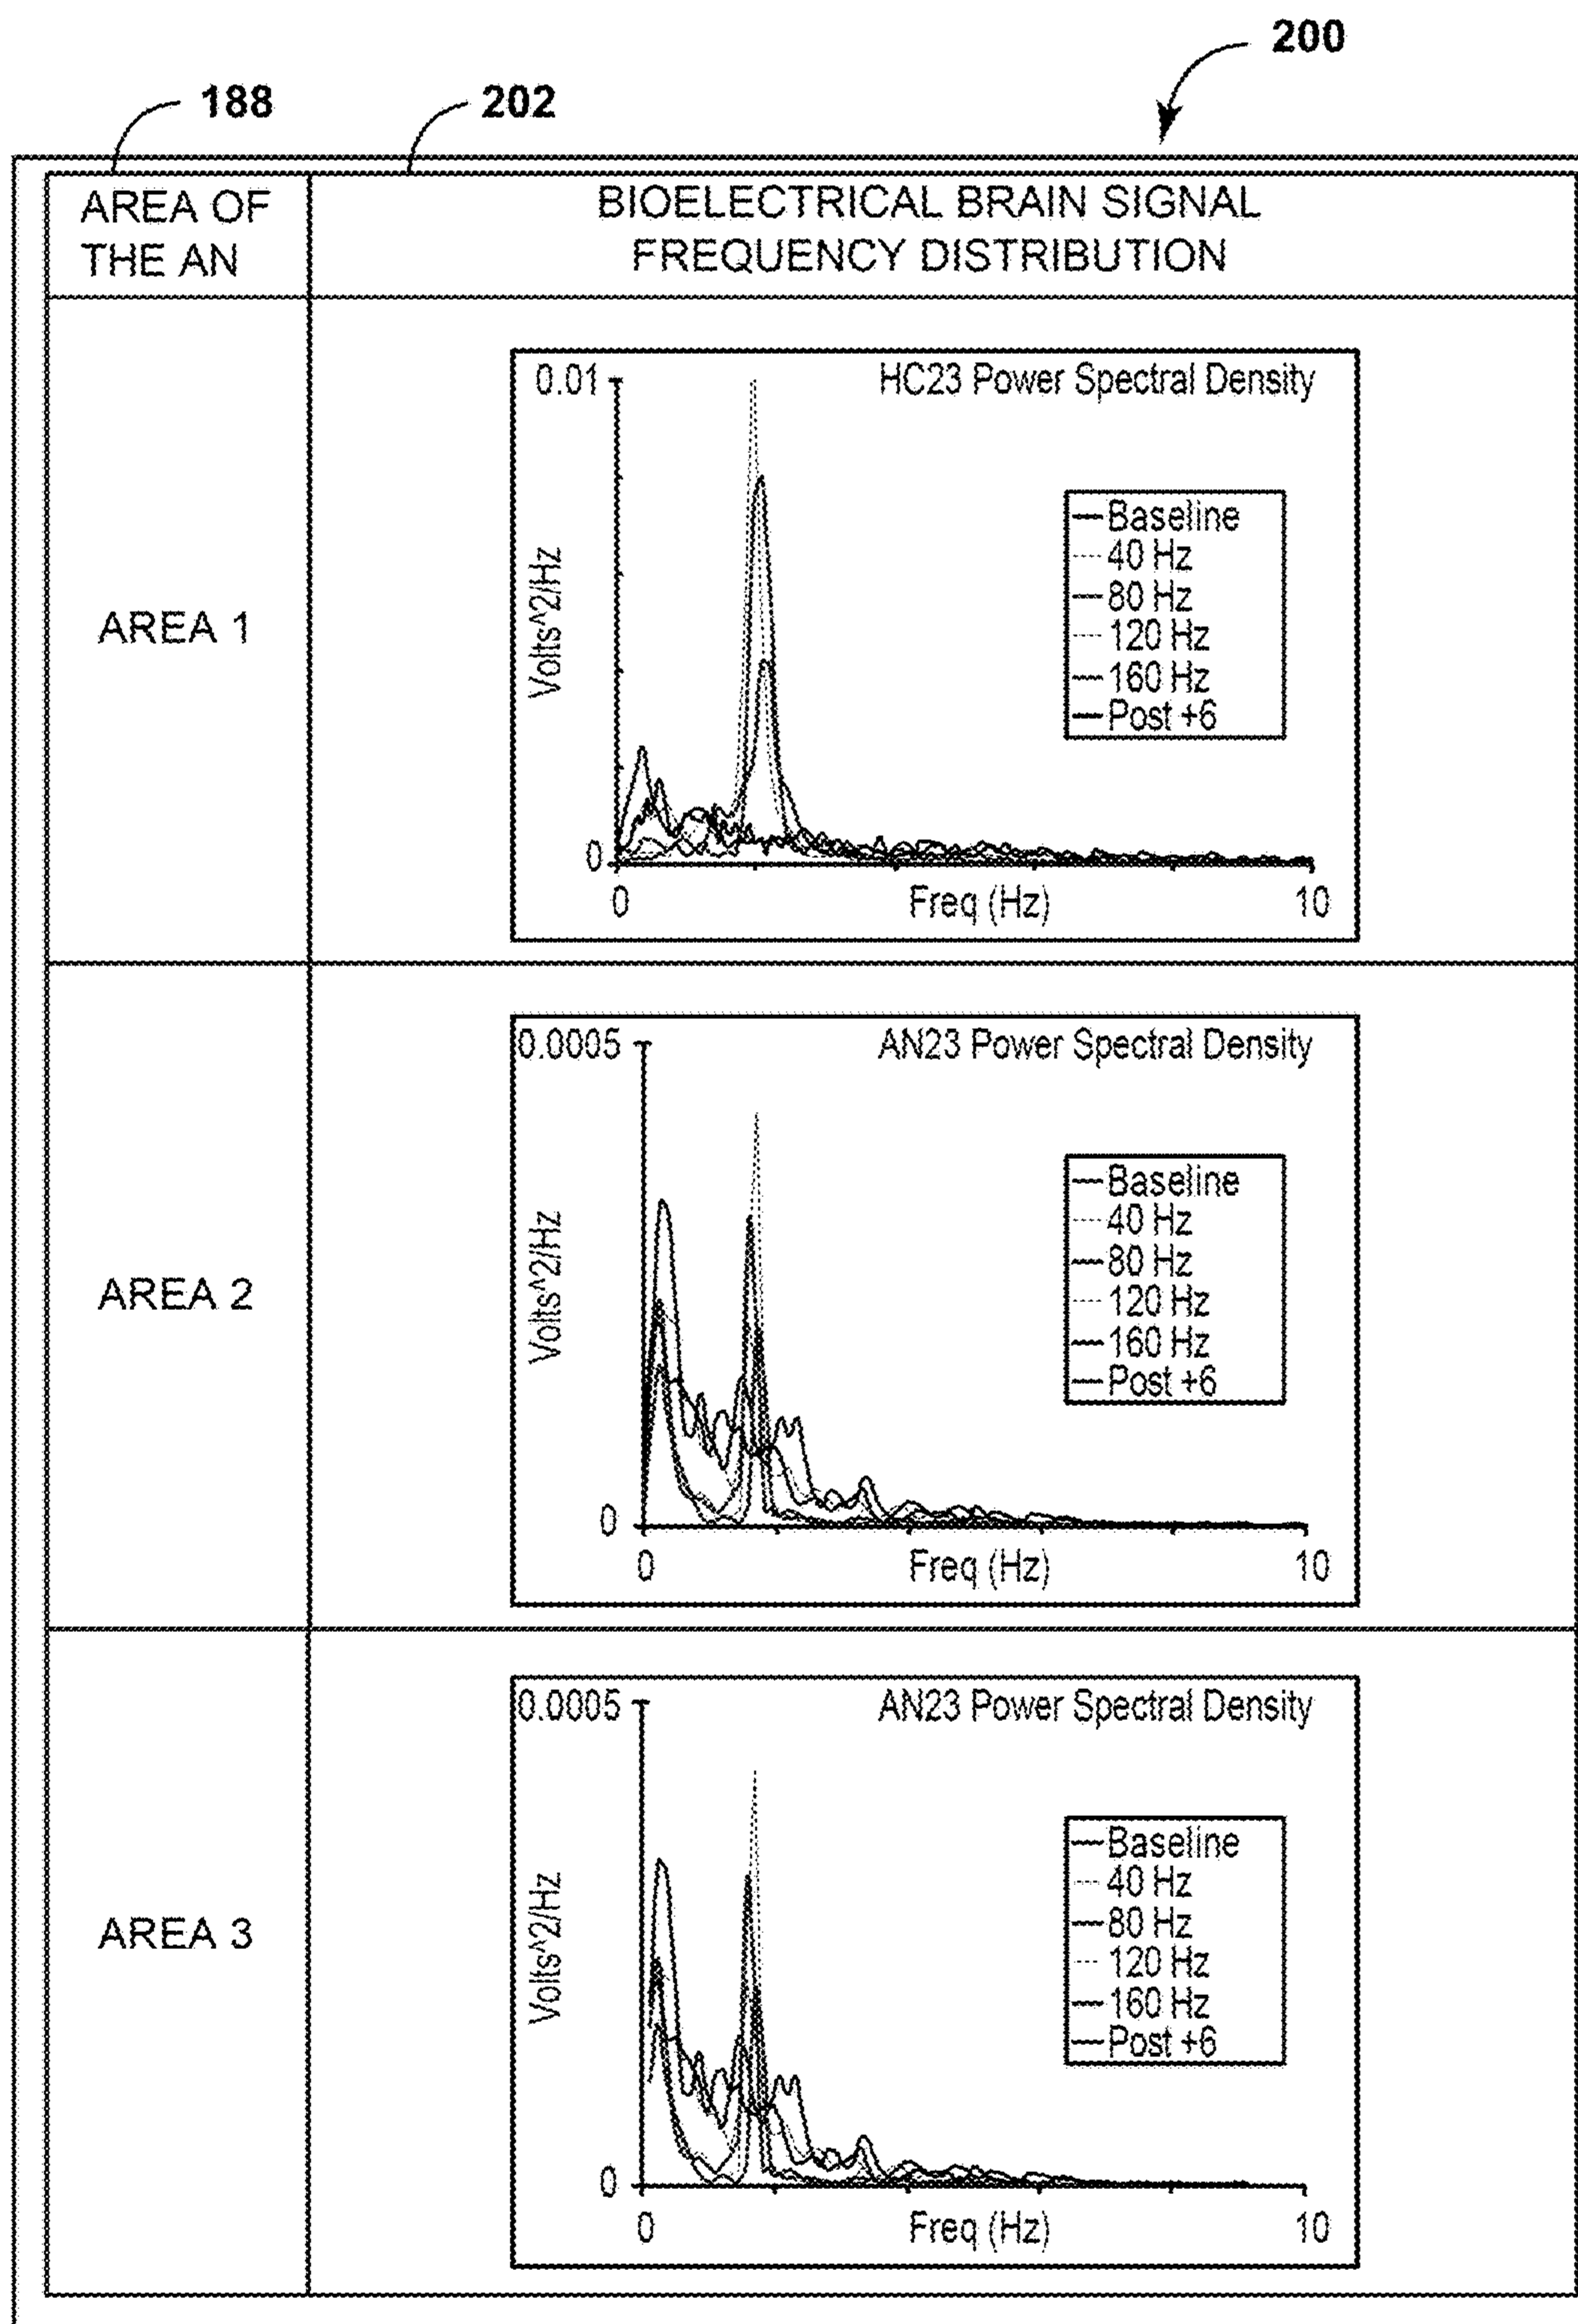 200
188
202
AREA OF
THE AN
BIOELECTRICAL BRAIN SIGNAL
FREQUENCY DISTRIBUTION
AREA 1
HC23 Power Spectral Density
0.01
Volts^2/Hz
Baseline
40 Hz
80 Hz
120 Hz
160 Hz
Post +6
0
0
Freq (Hz)
10
AREA 2
AN23 Power Spectral Density
0.0005
Volts^2/Hz
Baseline
40 Hz
80 Hz
120 Hz
160 Hz
Post +6
0
0
Freq (Hz)
10
AREA 3
AN23 Power Spectral Density
0.0005
Volts^2/Hz
Baseline
40 Hz
80 Hz
120 Hz
160 Hz
Post +6
0
0
Freq (Hz)
10